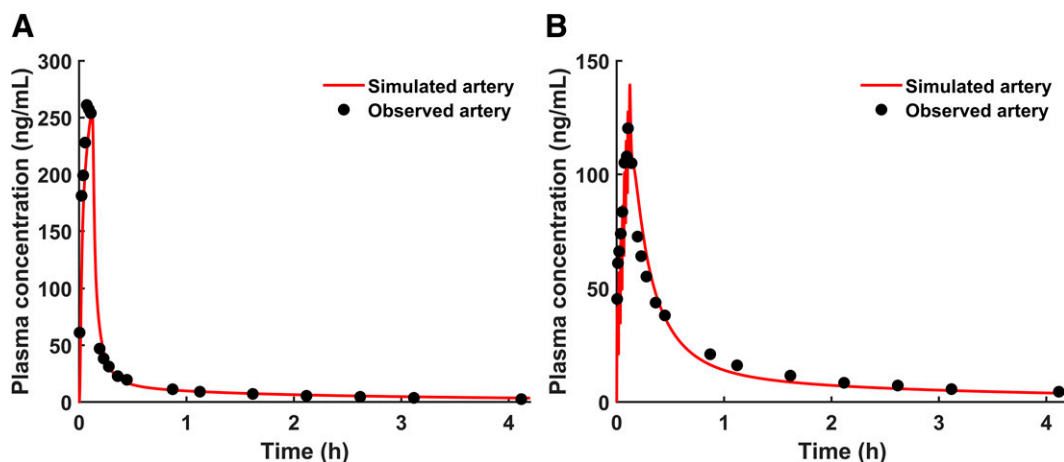 A
Plasma concentration (ng/mL)
300
250
200
150
100
50
0
Simulated artery
Observed artery
0 1 2 3 4
Time (h)
B
Plasma concentration (ng/mL)
150
100
50
0
Simulated artery
Observed artery
0 1 2 3 4
Time (h)